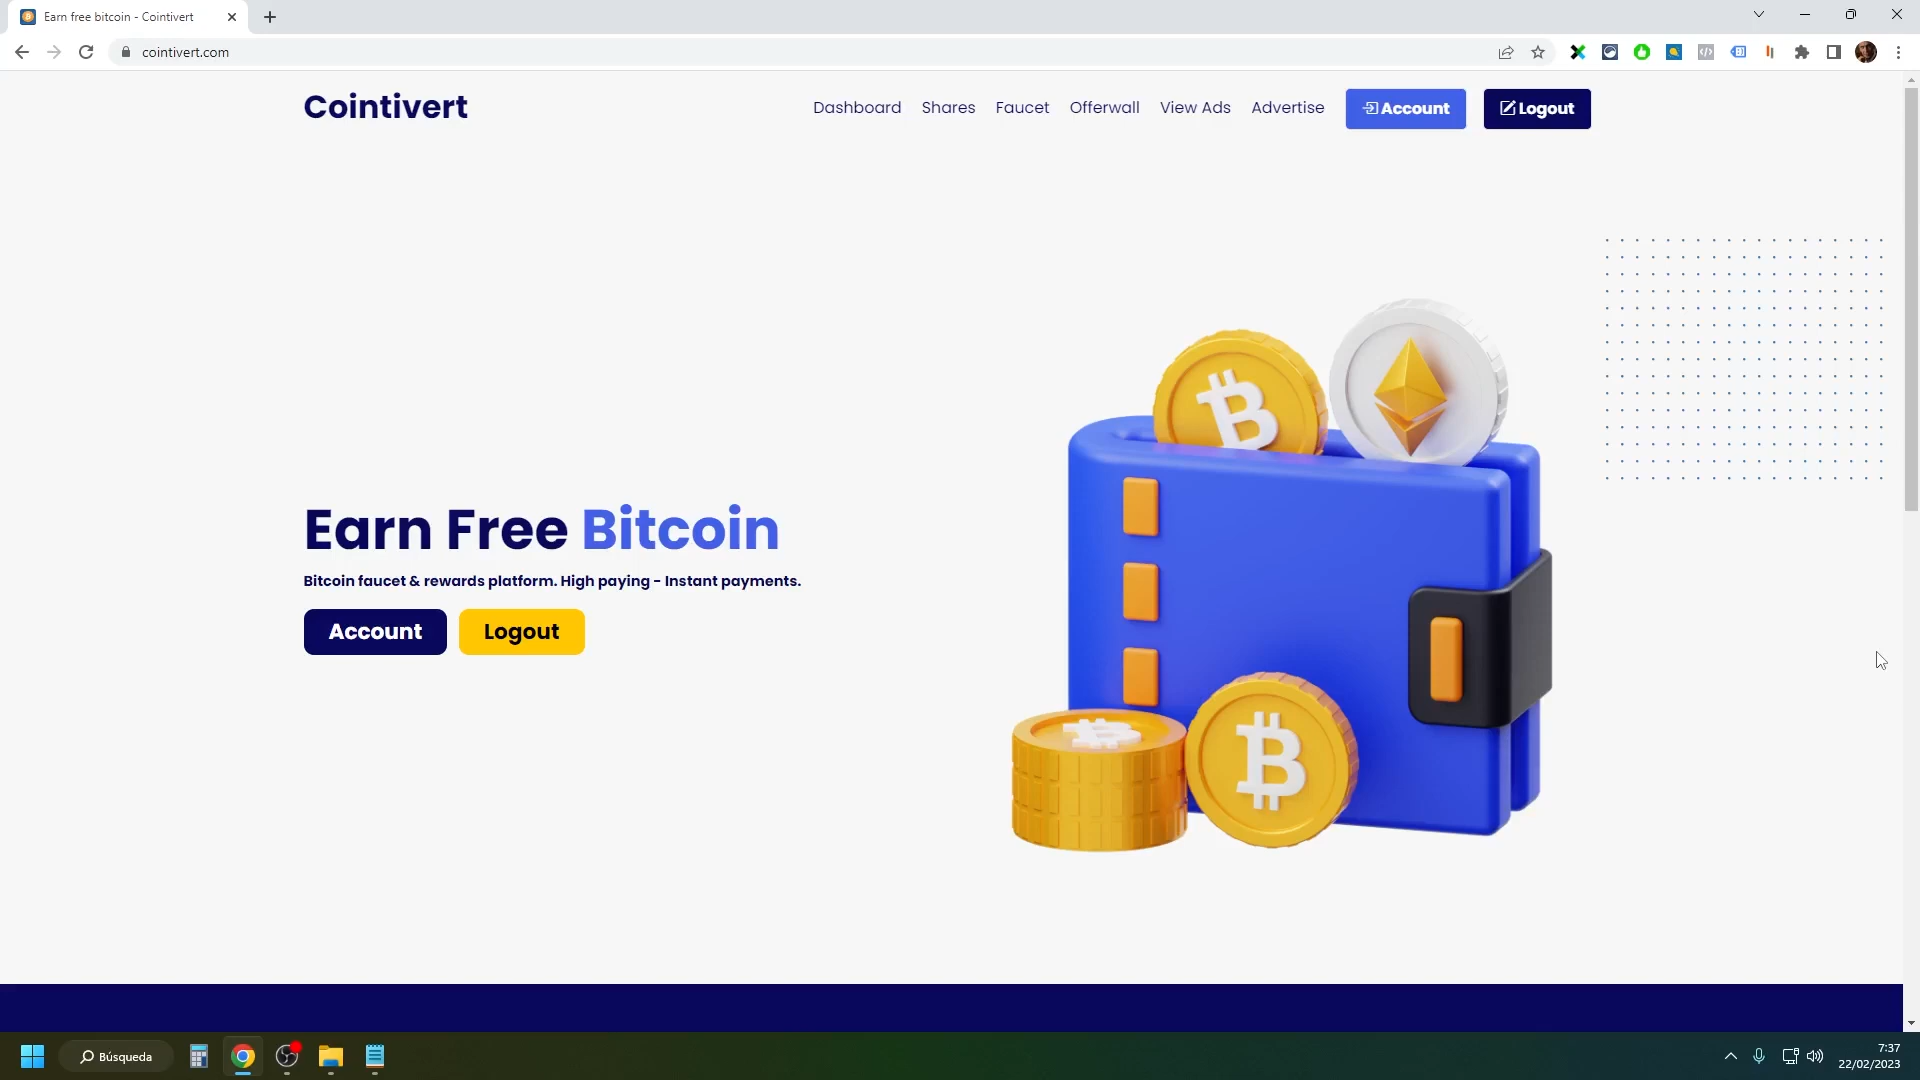 Earn free bitcoin - Cointivert
cointivert.com
Cointivert
Dashboard
Shares
Faucet
Offerwall
View Ads
Advertise
Account
Logout
Earn Free Bitcoin
Bitcoin faucet & rewards platform. High paying - Instant payments.
Account
Logout
Búsqueda
7:37
22/02/2023